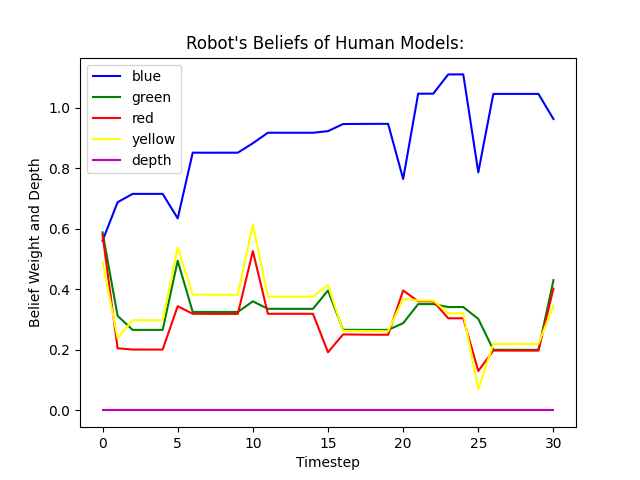 Robot's Beliefs of Human Models:
blue
green
red
yellow
depth
Belief Weight and Depth
1.0
0.8
0.6
0.4
0.2
0.0
0 5 10 15 20 25 30
Timestep